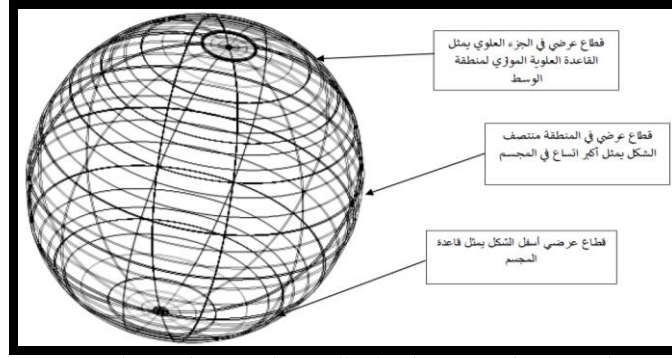 قطاع عرضي في الجزء العلوي يمثل
القاعدة العلوية الموازي لمنطقة
الوسط
قطاع عرضي في المنطقة منتصف
الشكل يمثل أكبر اتساع في المجسم
قطاع عرضي أسفل الشكل يمثل قاعدة
المجسم